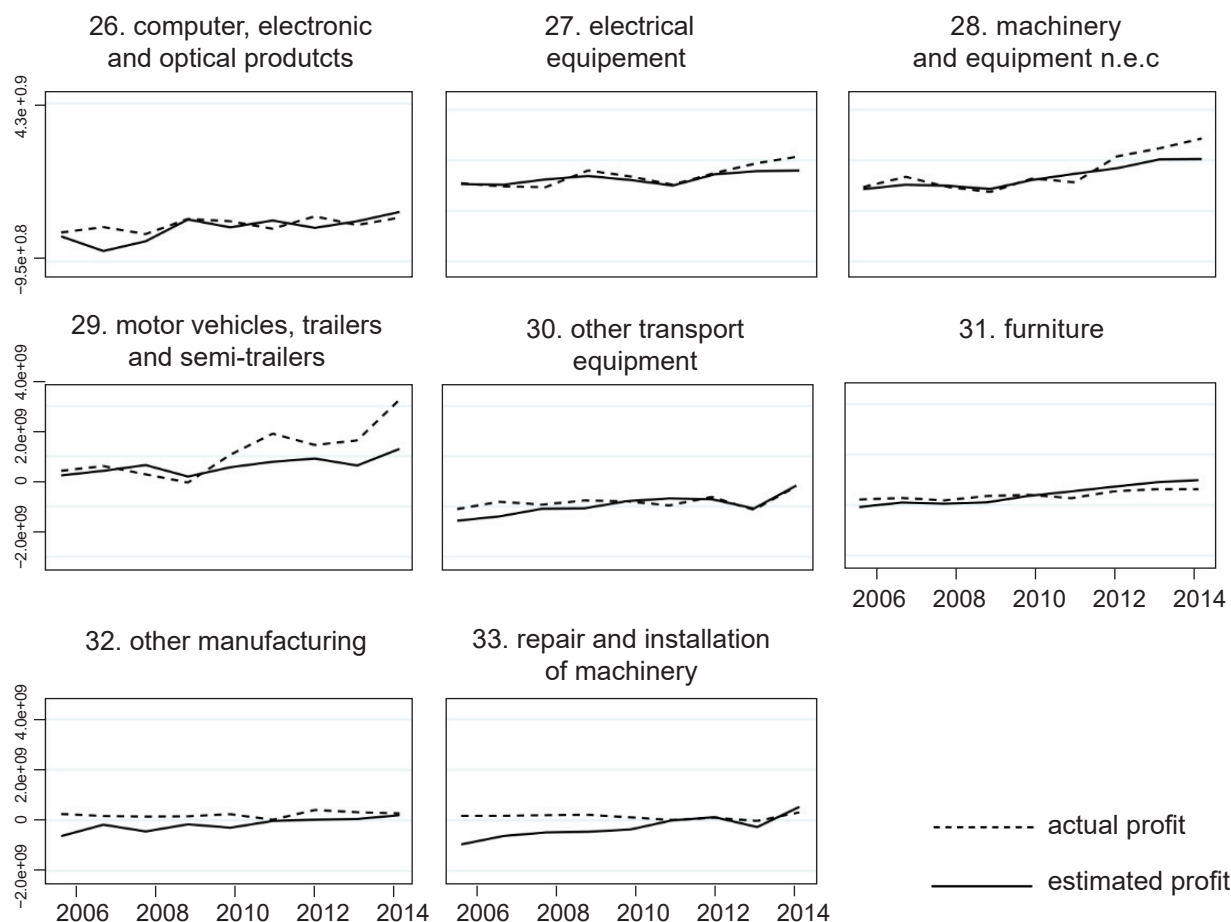 26. computer, electronic
and optical produtcts
27. electrical
equipement
28. machinery
and equipment n.e.c
4.3e+0.9
−9.5e+0.8
29. motor vehicles, trailers
and semi-trailers
30. other transport
equipment
31. furniture
4.0e+09
2.0e+09
0
−2.0e+09
2006 2008 2010 2012 2014
32. other manufacturing
33. repair and installation
of machinery
4.0e+09
2.0e+09
0
−2.0e+09
2006 2008 2010 2012 2014
2006 2008 2010 2012 2014
actual profit
estimated profit